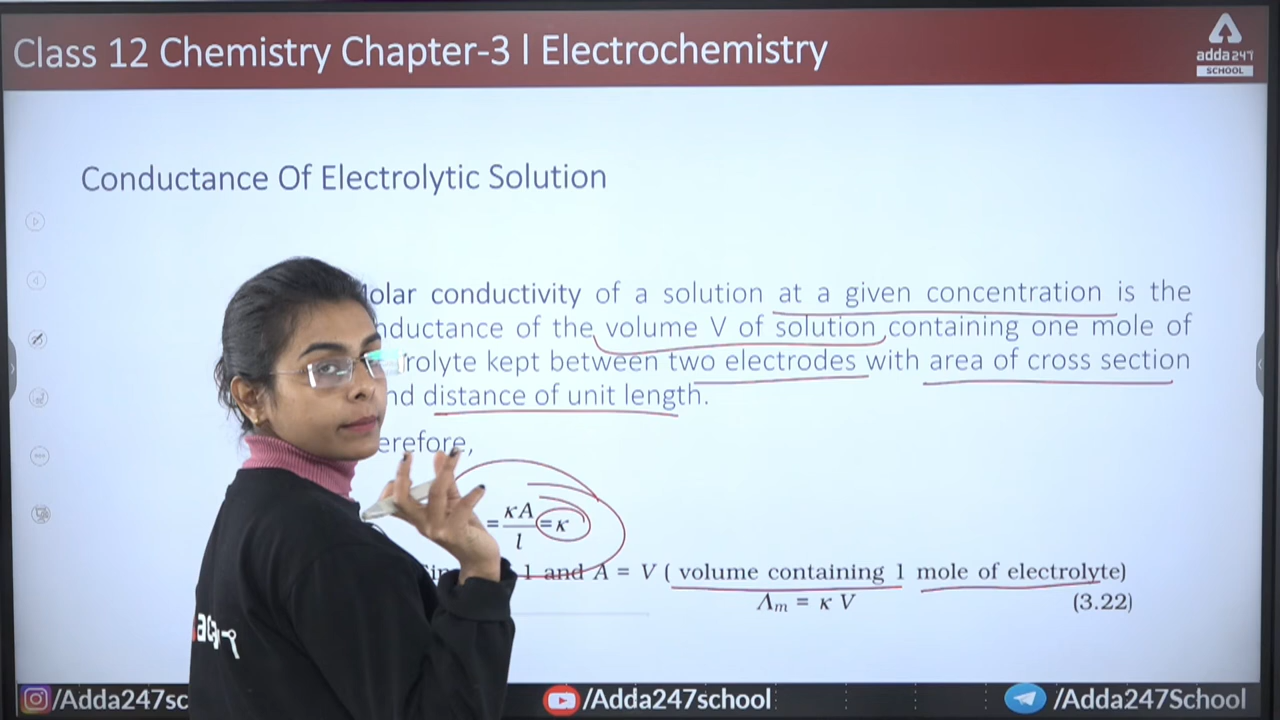 Class 12 Chemistry Chapter-3 l Electrochemistry
adda247
SCHOOL
Conductance Of Electrolytic Solution
olar conductivity of a solution at a given concentration is the
nductance of the volume V of solution containing one mole of
rolyte kept between two electrodes with area of cross section
nd distance of unit length.
erefore,
= κA / l = κ
1 and A = V ( volume containing 1 mole of electrolyte)
Λm = κ V (3.22)
/Adda247sc
/Adda247school
/Adda247School